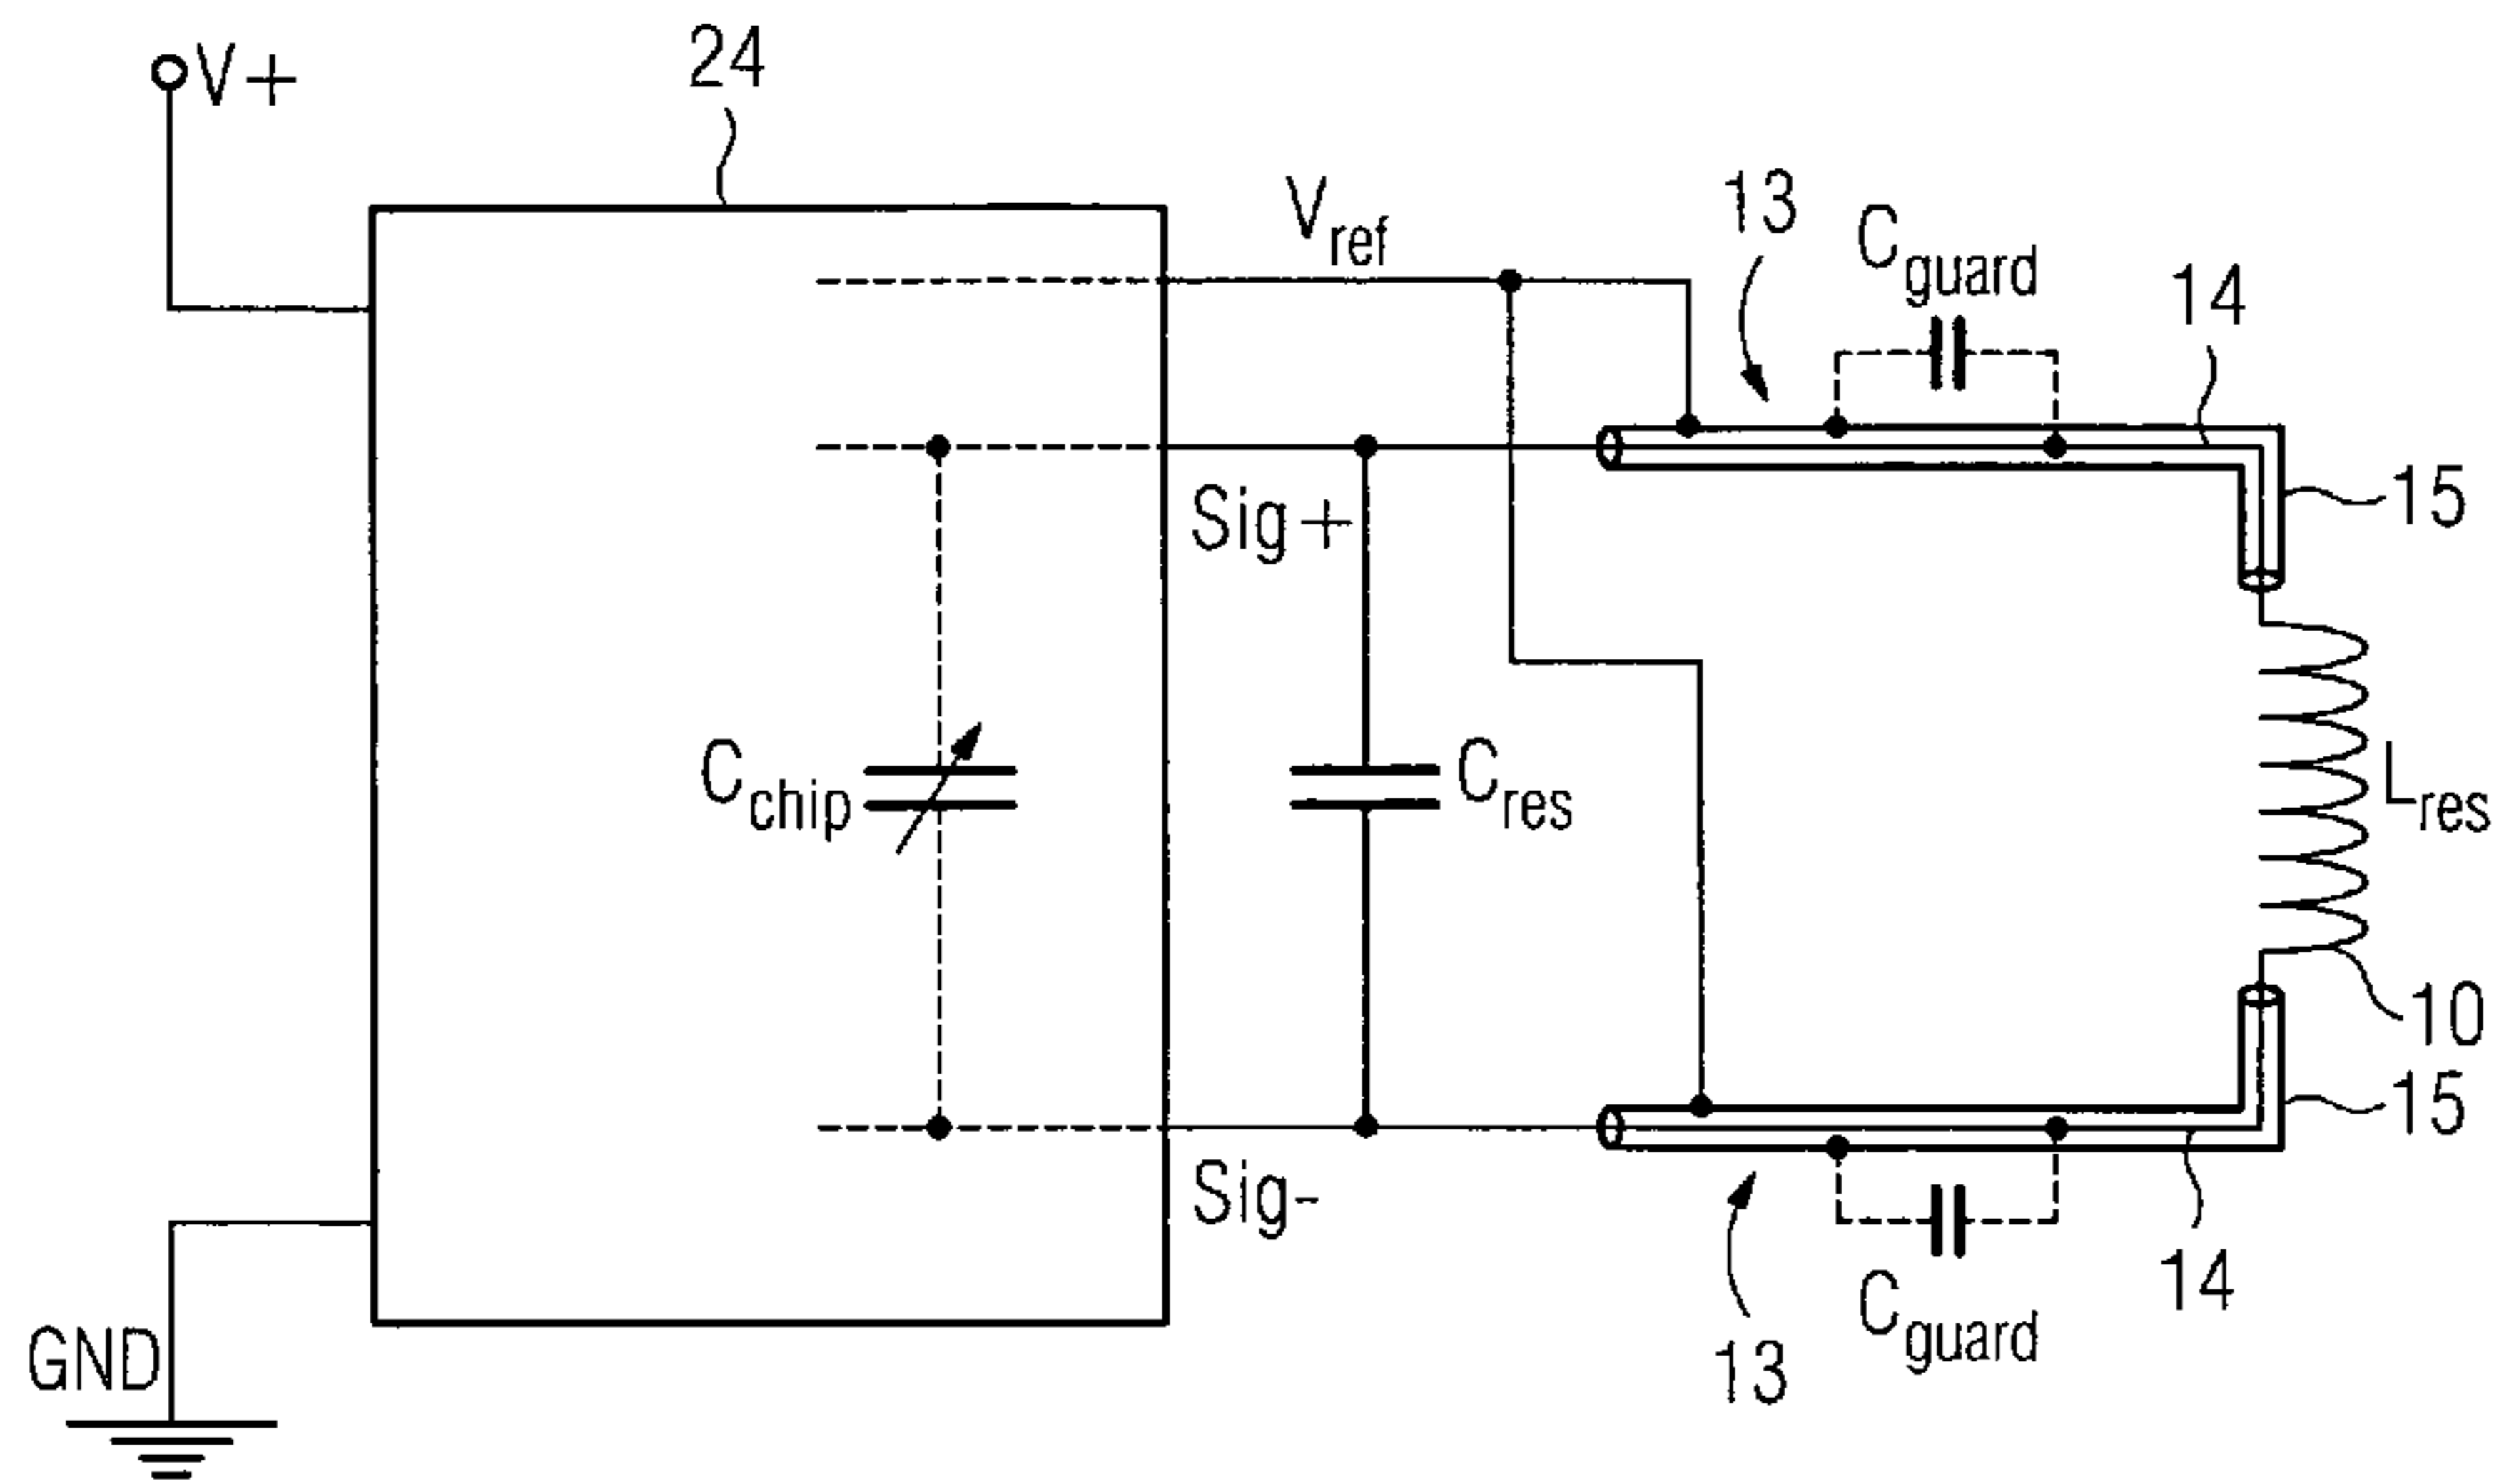 24
V+
V_ref
13
C_guard
14
15
Sig+
C_chip
C_res
L_res
10
15
Sig-
14
C_guard
13
GND